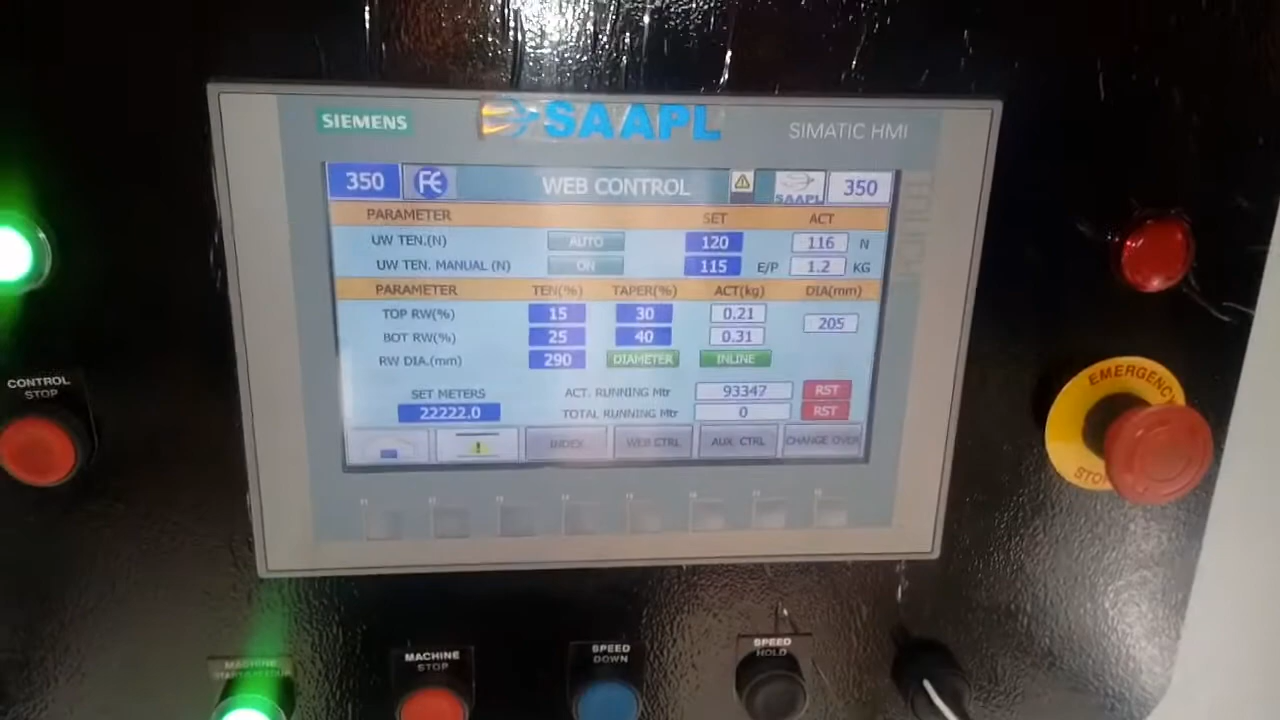 SIEMENS
SAAPL
SIMATIC HMI
350 FE WEB CONTROL SAAPL 350
PARAMETER SET ACT
UW TEN.(N) AUTO 120 116 N
UW TEN. MANUAL (N) ON 115 E/P 1.2 KG
PARAMETER TEN(%) TAPER(%) ACT(kg) DIA(mm)
TOP RW(%) 15 30 0.21 205
BOT RW(%) 25 40 0.31
RW DIA.(mm) 290 DIAMETER INLINE
SET METERS ACT. RUNNING Mtr 93347 RST
22222.0 TOTAL RUNNING Mtr 0 RST
INDEX WEB CTRL AUX CTRL CHANGE OVER
CONTROL
STOP
EMERGENCY
STOP
MACHINE
STOP
SPEED
DOWN
SPEED
HOLD